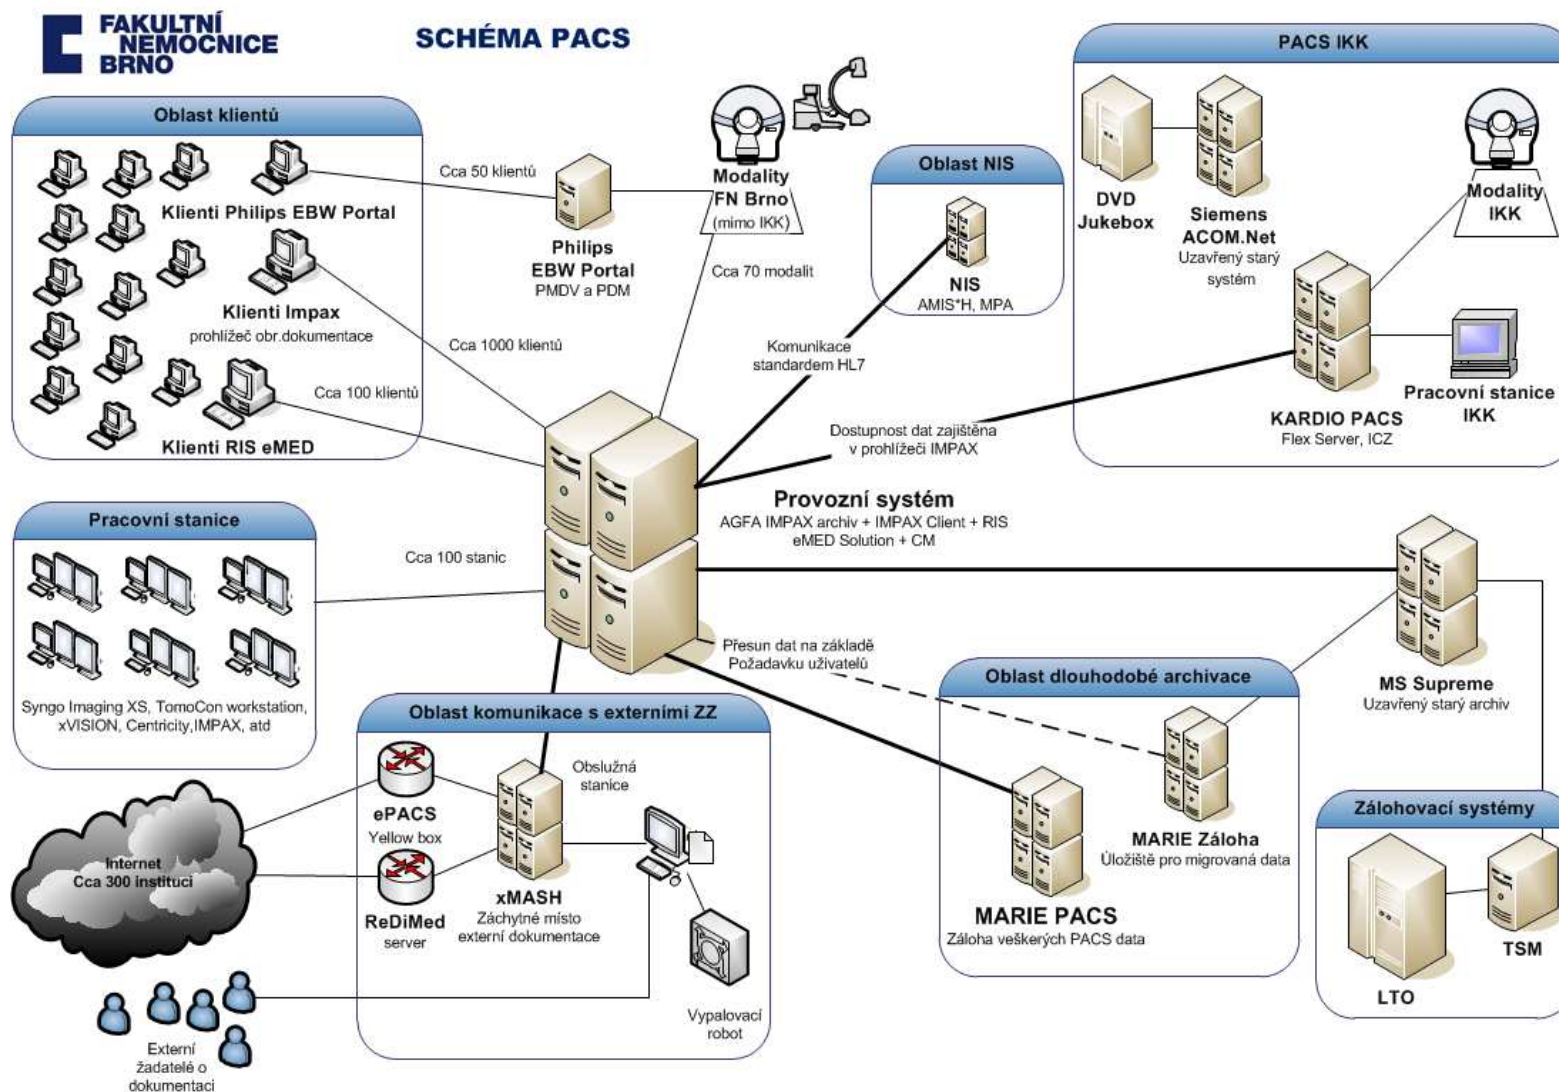 FAKULTNÍ
NEMOCNICE
BRNO
SCHÉMA PACS
Oblast klientů
Klienti Philips EBW Portal
Klienti Impax
prohlížeč obr.dokumentace
Klienti RIS eMED
Cca 50 klientů
Cca 1000 klientů
Cca 100 klientů
Philips
EBW Portal
PMDV a PDM
Modality
FN Brno
(mimo IKK)
Cca 70 modalit
Oblast NIS
NIS
AMIS*H, MPA
Komunikace
standardem HL7
PACS IKK
DVD
Jukebox
Siemens
ACOM.Net
Uzavřený starý
systém
Modality
IKK
KARDIO PACS
Flex Server, ICZ
Pracovní stanice
IKK
Dostupnost dat zajištěna
v prohlížeči IMPAX
Provozní systém
AGFA IMPAX archiv + IMPAX Client + RIS
eMED Solution + CM
Pracovní stanice
Syngo Imaging XS, TomoCon workstation,
xVISION, Centricity,IMPAX, atd
Cca 100 stanic
Přesun dat na základě
Požadavku uživatelů
MS Supreme
Uzavřený starý archiv
Oblast dlouhodobé archivace
MARIE Záloha
Úložiště pro migrovaná data
MARIE PACS
Záloha veškerých PACS data
Zálohovací systémy
LTO
TSM
Oblast komunikace s externími ZZ
ePACS
Yellow box
ReDiMed
server
xMASH
Záchytné místo
externí dokumentace
Obslužná
stanice
Vypalovací
robot
Internet
Cca 300 institucí
Externí
žadatelé o
dokumentaci